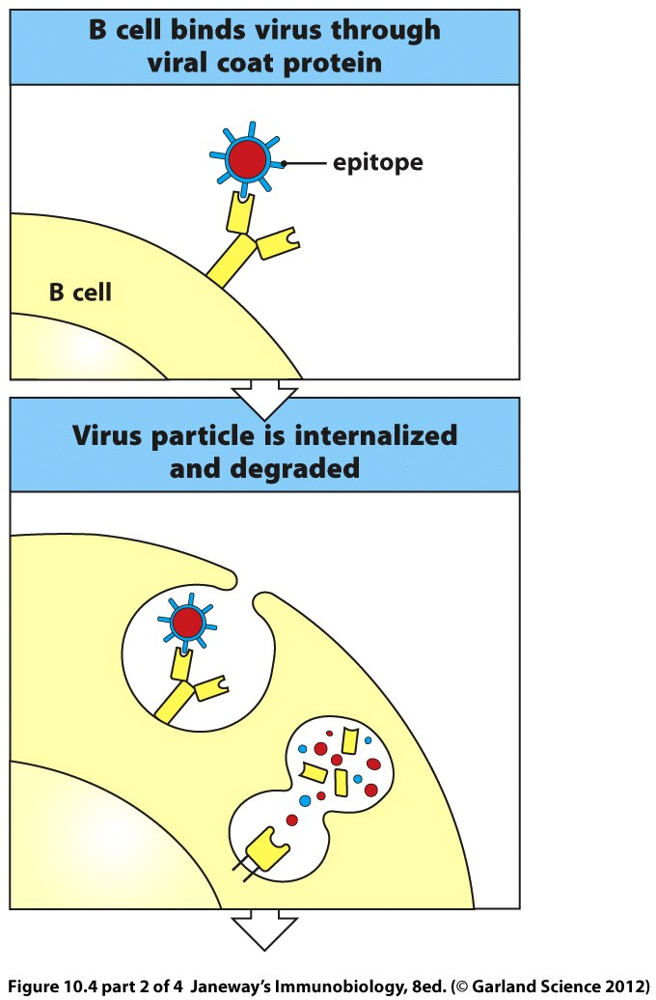 B cell binds virus through
viral coat protein
epitope
B cell
Virus particle is internalized
and degraded
Figure 10.4 part 2 of 4  Janeway’s Immunobiology, 8ed. (© Garland Science 2012)